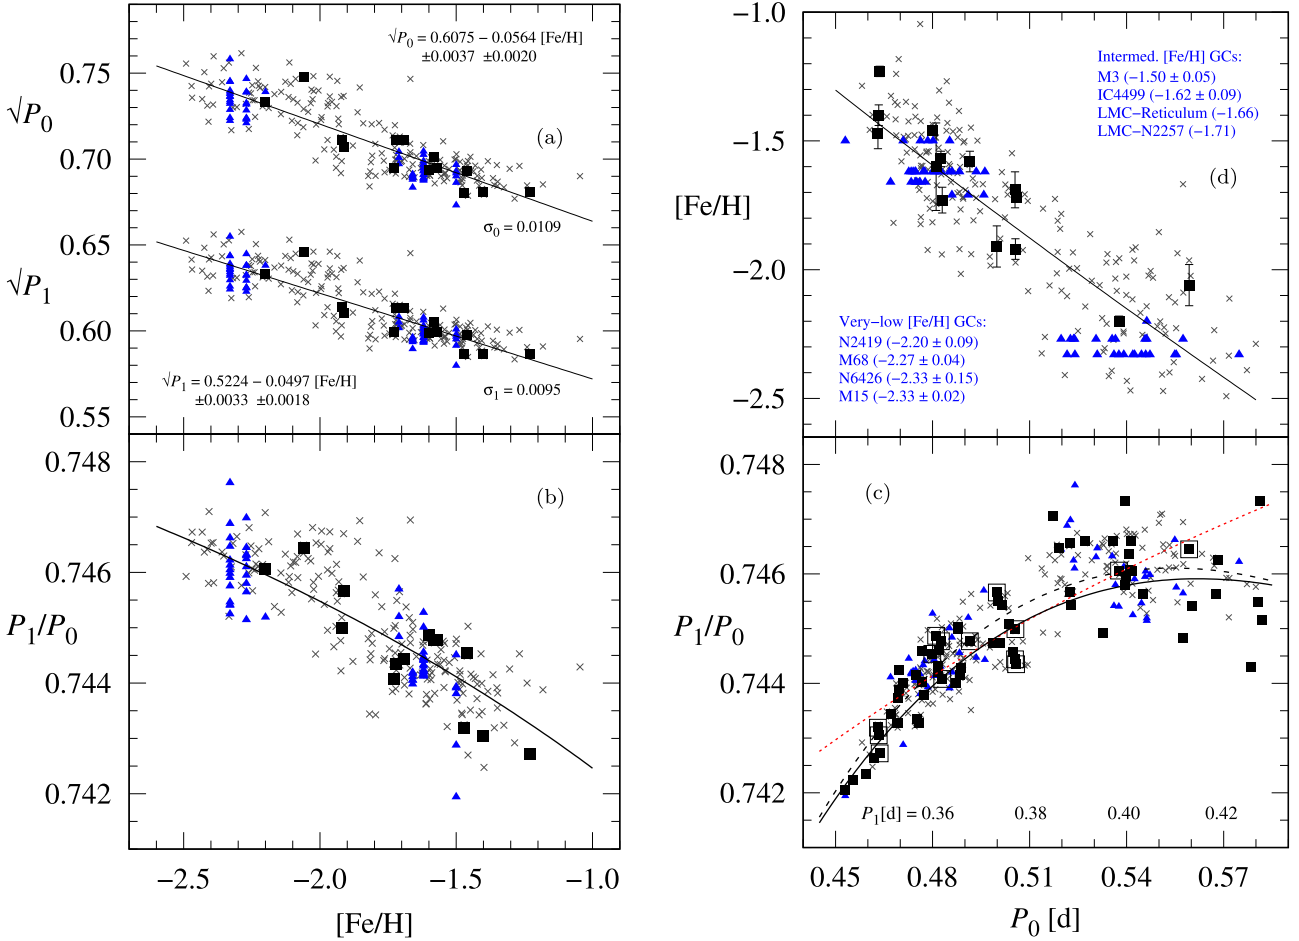 √P₀ = 0.6075 − 0.0564 [Fe/H]
±0.0037 ±0.0020
0.75
√P₀
(a)
0.70
σ₀ = 0.0109
0.65
√P₁
0.60
√P₁ = 0.5224 − 0.0497 [Fe/H]
±0.0033 ±0.0018
σ₁ = 0.0095
0.55
0.748
(b)
0.746
P₁/P₀
0.744
0.742
−2.5
−2.0
−1.5
−1.0
[Fe/H]
−1.0
Intermed. [Fe/H] GCs:
M3 (−1.50 ± 0.05)
IC4499 (−1.62 ± 0.09)
LMC−Reticulum (−1.66)
LMC−N2257 (−1.71)
−1.5
(d)
[Fe/H]
−2.0
Very−low [Fe/H] GCs:
N2419 (−2.20 ± 0.09)
M68 (−2.27 ± 0.04)
N6426 (−2.33 ± 0.15)
M15 (−2.33 ± 0.02)
−2.5
0.748
(c)
0.746
P₁/P₀
0.744
0.742
P₁[d] = 0.36
0.38
0.40
0.42
0.45
0.48
0.51
0.54
0.57
P₀ [d]